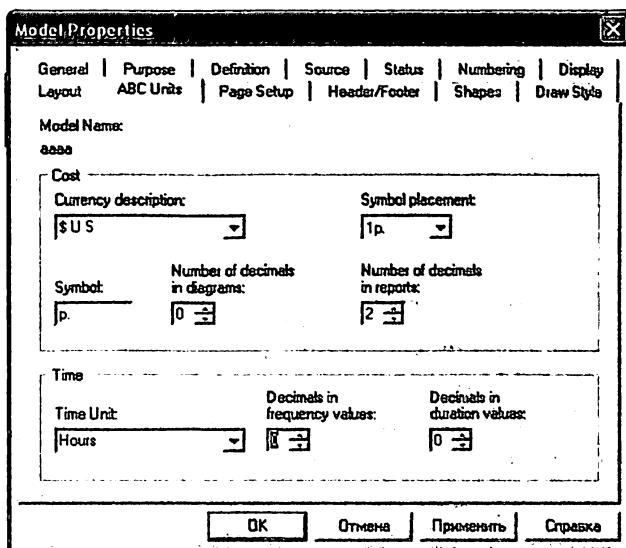 Model Properties
General | Purpose | Definition | Source | Status | Numbering | Display
Layout ABC Units | Page Setup | Header/Footer | Shapes | Draw Style
Model Name:
aaaa
Cost
Currency description: Symbol placement:
$ U S 1р.
Number of decimals Number of decimals
Symbol: in diagrams: in reports:
р. 0 2
Time
Decimals in Decimals in
Time Unit: frequency values: duration values:
Hours 0 0
OK Отмена Применить Справка